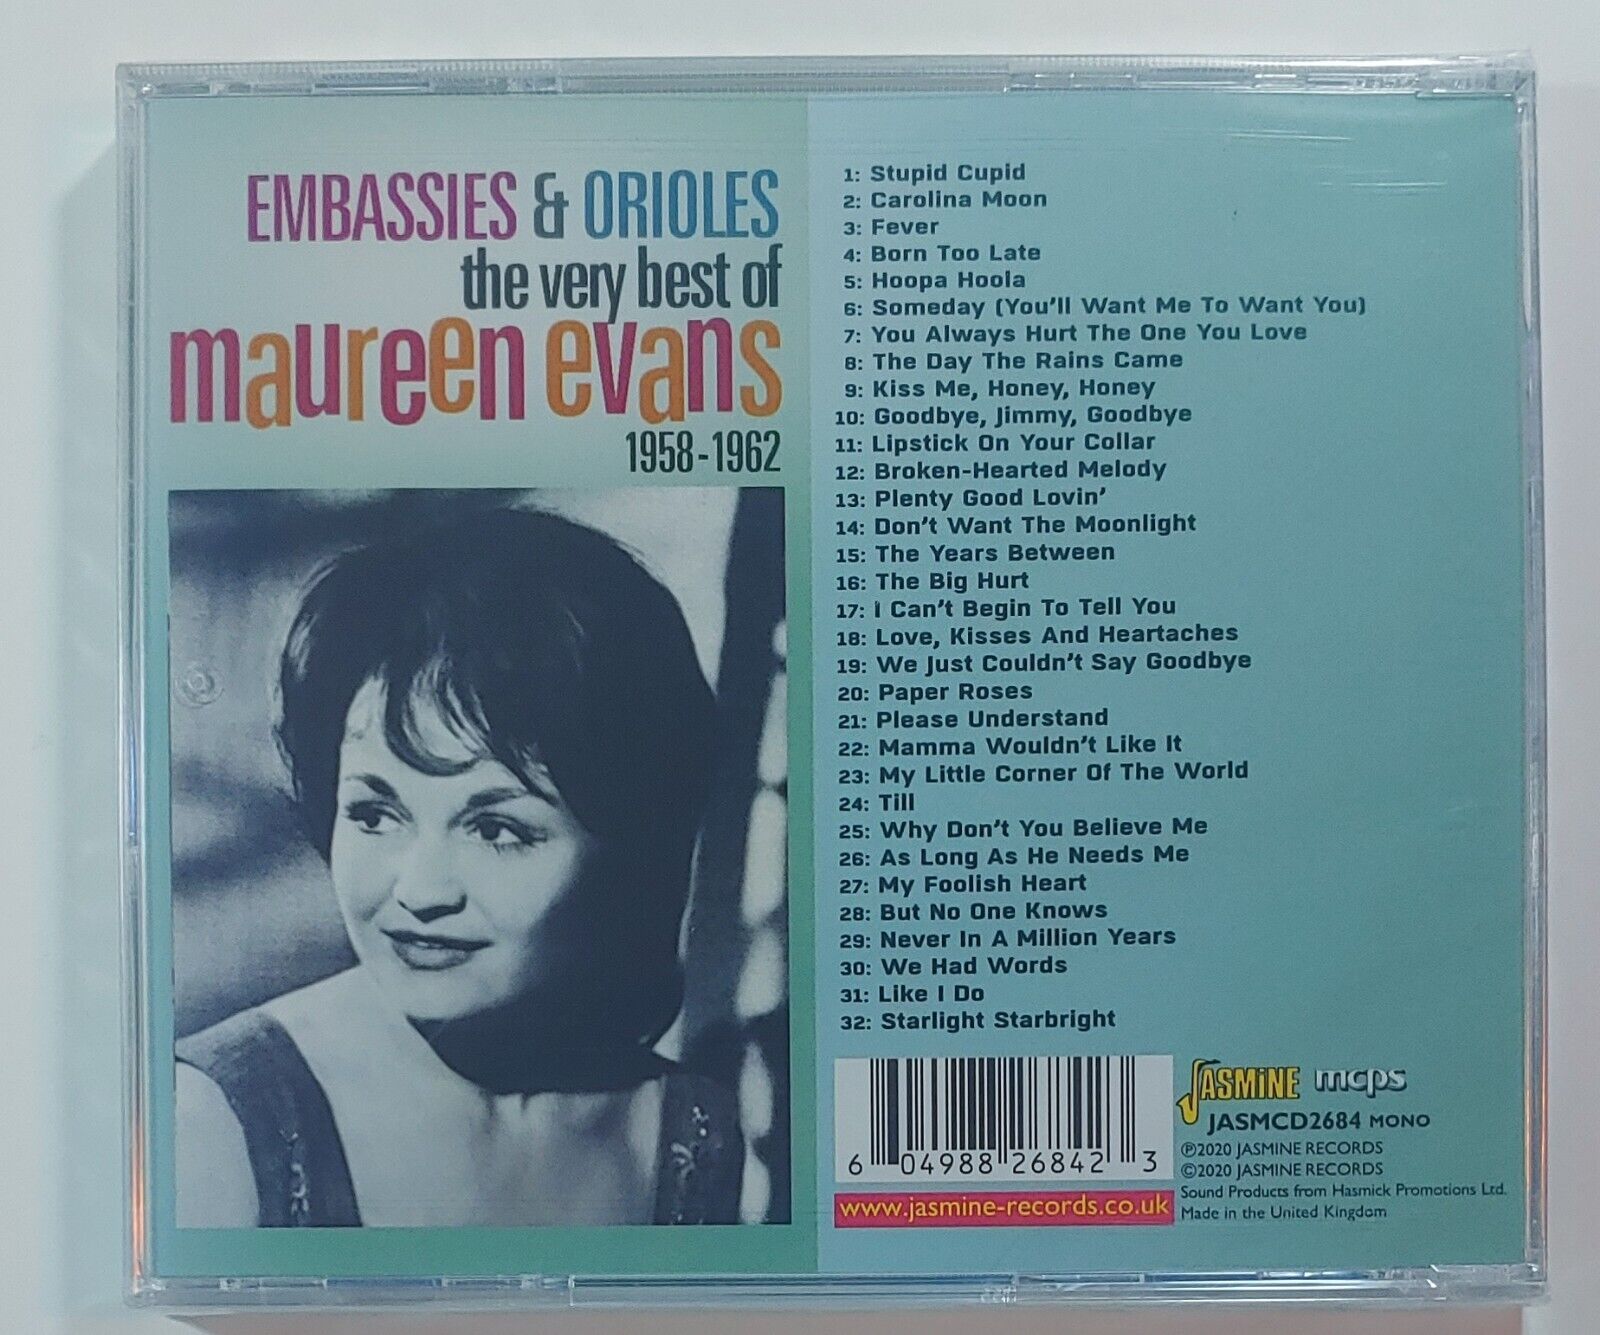 EMBASSIES & ORIOLES
the very best of
maureen evans
1958-1962
1: Stupid Cupid
2: Carolina Moon
3: Fever
4: Born Too Late
5: Hoopa Hoola
6: Someday (You'll Want Me To Want You)
7: You Always Hurt The One You Love
8: The Day The Rains Came
9: Kiss Me, Honey, Honey
10: Goodbye, Jimmy, Goodbye
11: Lipstick On Your Collar
12: Broken-Hearted Melody
13: Plenty Good Lovin'
14: Don't Want The Moonlight
15: The Years Between
16: The Big Hurt
17: I Can't Begin To Tell You
18: Love, Kisses And Heartaches
19: We Just Couldn't Say Goodbye
20: Paper Roses
21: Please Understand
22: Mamma Wouldn't Like It
23: My Little Corner Of The World
24: Till
25: Why Don't You Believe Me
26: As Long As He Needs Me
27: My Foolish Heart
28: But No One Knows
29: Never In A Million Years
30: We Had Words
31: Like I Do
32: Starlight Starbright
6 04988 26842 3
www.jasmine-records.co.uk
JASMiNE mcps
JASMCD2684 MONO
℗2020 JASMINE RECORDS
©2020 JASMINE RECORDS
Sound Products from Hasmick Promotions Ltd.
Made in the United Kingdom